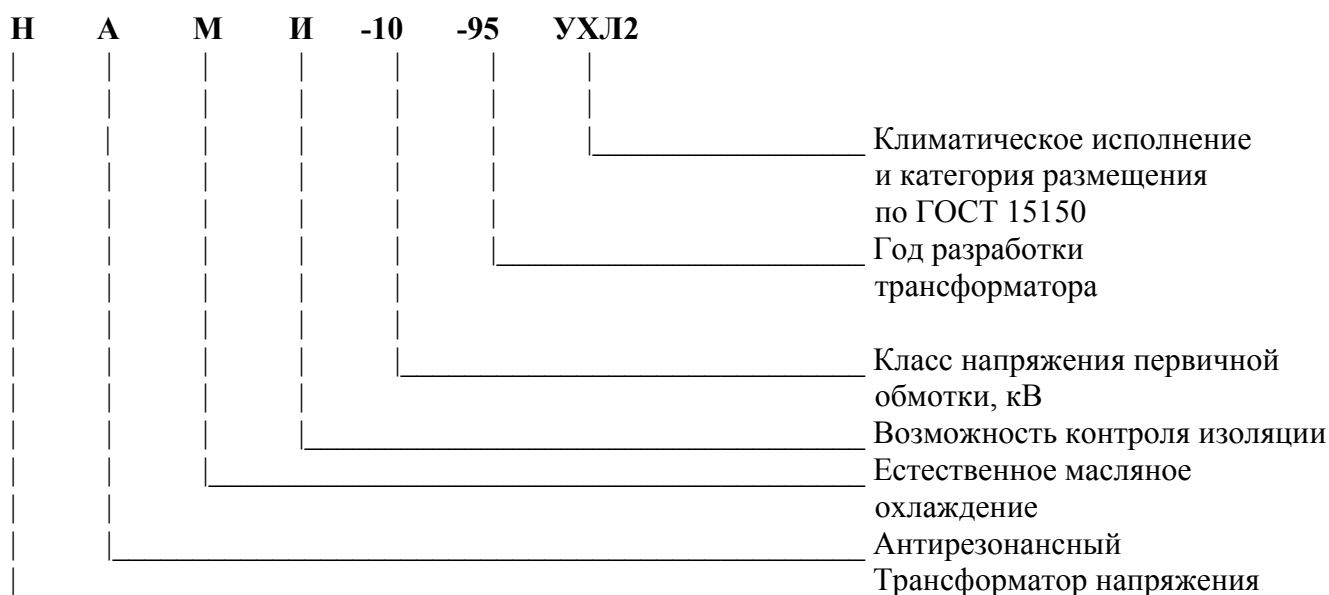 Н А М И -10 -95 УХЛ2
Климатическое исполнение
и категория размещения
по ГОСТ 15150
Год разработки
трансформатора
Класс напряжения первичной
обмотки, кВ
Возможность контроля изоляции
Естественное масляное
охлаждение
Антирезонансный
Трансформатор напряжения